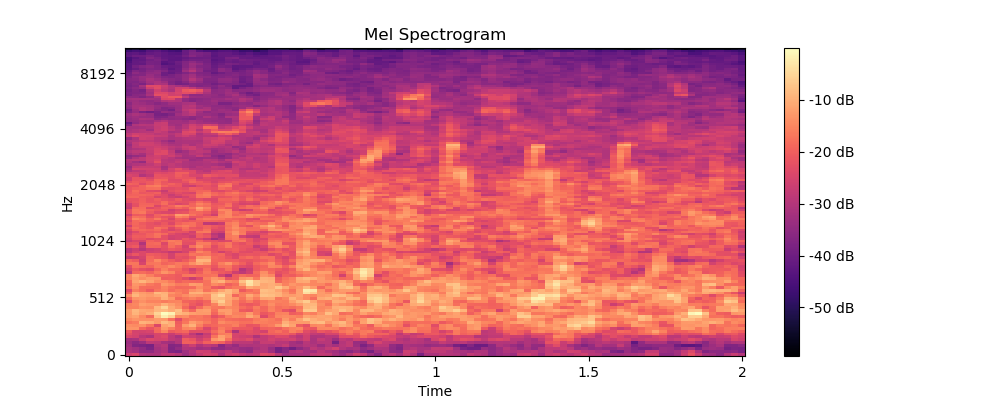 Mel Spectrogram
Hz
8192
4096
2048
1024
512
0
0 0.5 1 1.5 2
Time
-10 dB
-20 dB
-30 dB
-40 dB
-50 dB